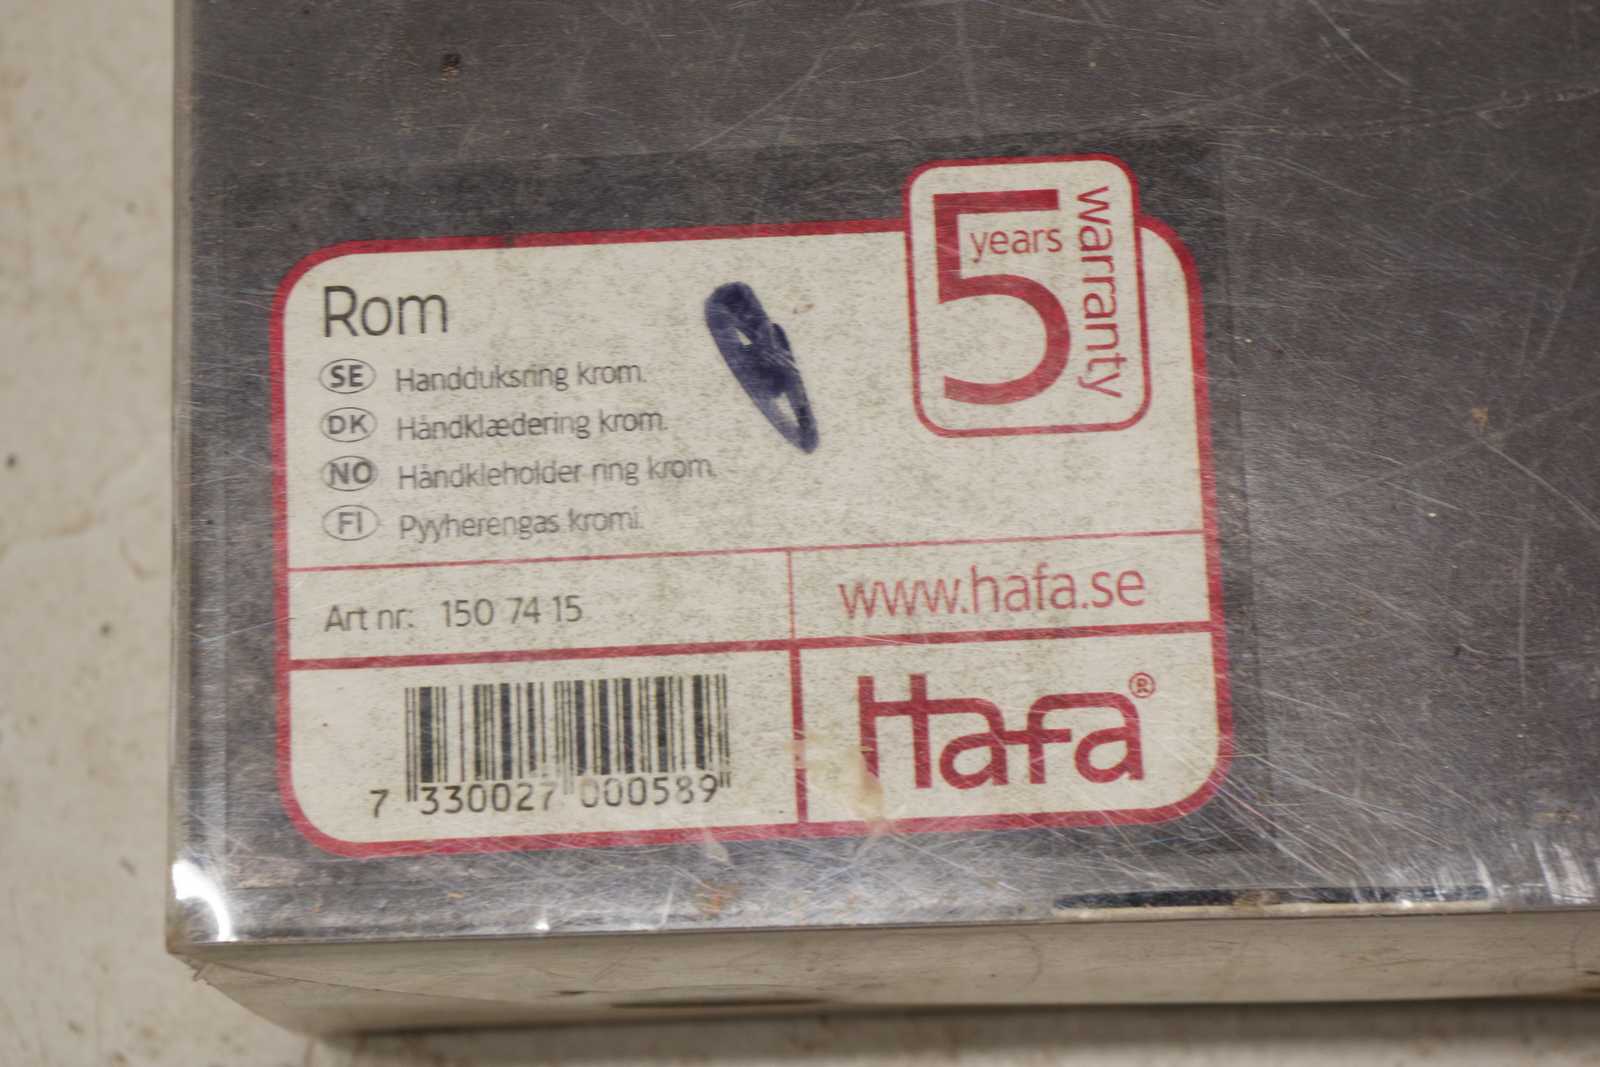 Rom
SE Handduksring krom.
DK Håndklædering krom.
NO Håndkleholder ring krom.
FI Pyyherengas kromi.
5 years warranty
Art nr: 150 74 15
www.hafa.se
7 330027 000589
Hafa®